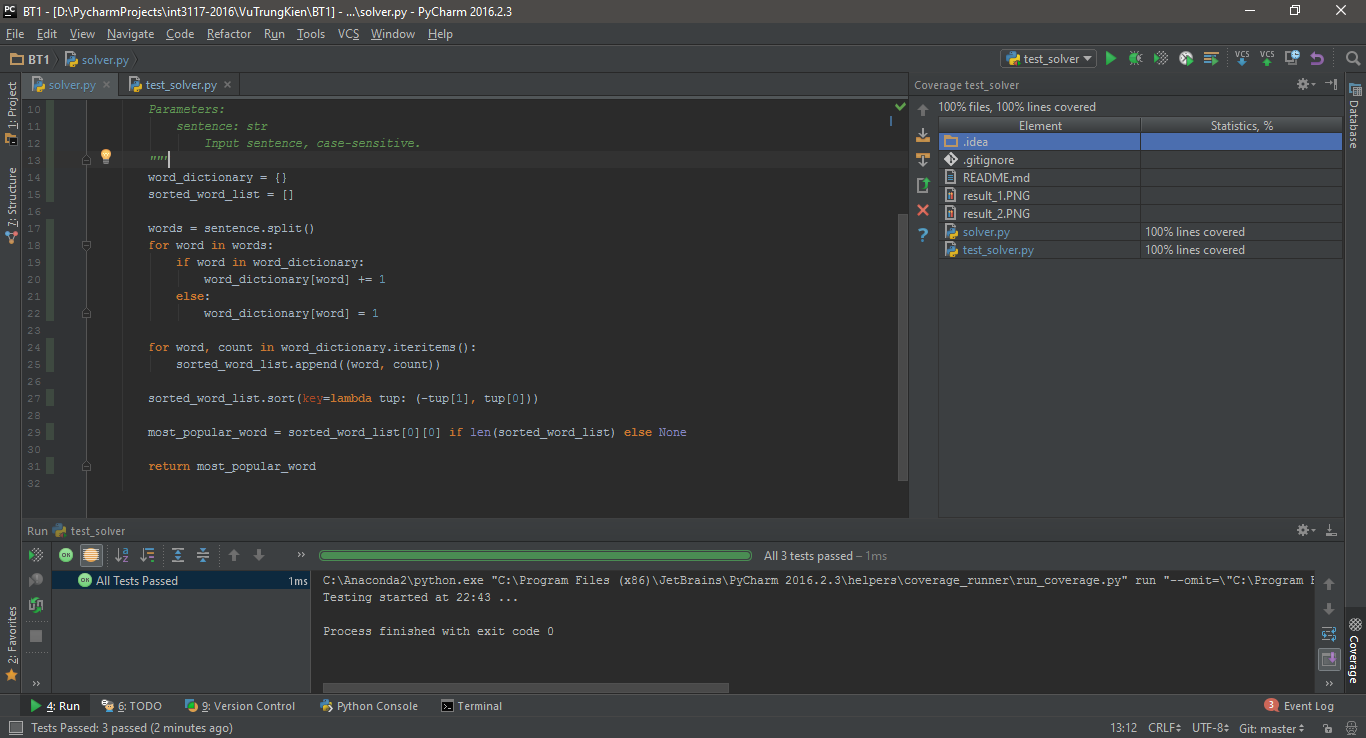 BT1 - [D:\PycharmProjects\int3117-2016\VuTrungKien\BT1] - ...\solver.py - PyCharm 2016.2.3
File Edit View Navigate Code Refactor Run Tools VCS Window Help
BT1 solver.py test_solver VCS VCS
solver.py test_solver.py
1: Project
7: Structure
2: Favorites
10 Parameters:
11 sentence: str
12 Input sentence, case-sensitive.
13 """
14 word_dictionary = {}
15 sorted_word_list = []
16
17 words = sentence.split()
18 for word in words:
19 if word in word_dictionary:
20 word_dictionary[word] += 1
21 else:
22 word_dictionary[word] = 1
23
24 for word, count in word_dictionary.iteritems():
25 sorted_word_list.append((word, count))
26
27 sorted_word_list.sort(key=lambda tup: (-tup[1], tup[0]))
28
29 most_popular_word = sorted_word_list[0][0] if len(sorted_word_list) else None
30
31 return most_popular_word
32
Coverage test_solver
100% files, 100% lines covered
Element Statistics, %
.idea
.gitignore
README.md
result_1.PNG
result_2.PNG
solver.py 100% lines covered
test_solver.py 100% lines covered
Database
Coverage
Run test_solver
All 3 tests passed – 1ms
All Tests Passed 1ms
C:\Anaconda2\python.exe "C:\Program Files (x86)\JetBrains\PyCharm 2016.2.3\helpers\coverage_runner\run_coverage.py" run "--omit=\"C:\Program
Testing started at 22:43 ...
Process finished with exit code 0
4: Run 6: TODO 9: Version Control Python Console Terminal 3 Event Log
Tests Passed: 3 passed (2 minutes ago) 13:12 CRLF UTF-8 Git: master